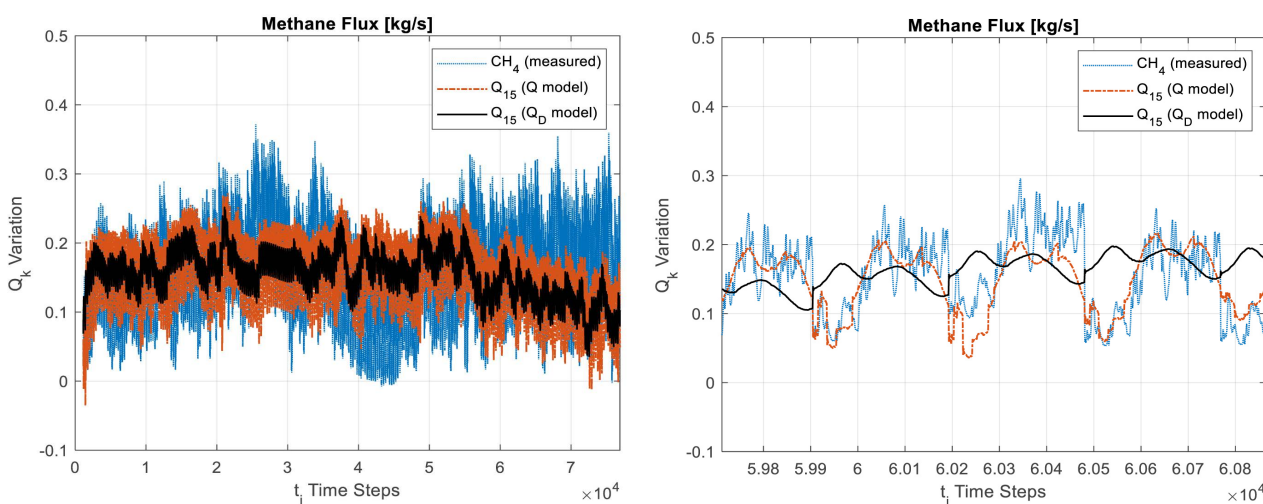 Methane Flux [kg/s]
0.5
0.4
0.3
0.2
0.1
0
-0.1
Q_k Variation
CH_4 (measured)
Q_15 (Q model)
Q_15 (Q_D model)
0 1 2 3 4 5 6 7
×10^4
t_i Time Steps
Methane Flux [kg/s]
0.5
0.4
0.3
0.2
0.1
0
-0.1
Q_k Variation
CH_4 (measured)
Q_15 (Q model)
Q_15 (Q_D model)
5.98 5.99 6 6.01 6.02 6.03 6.04 6.05 6.06 6.07 6.08
×10^4
t_i Time Steps